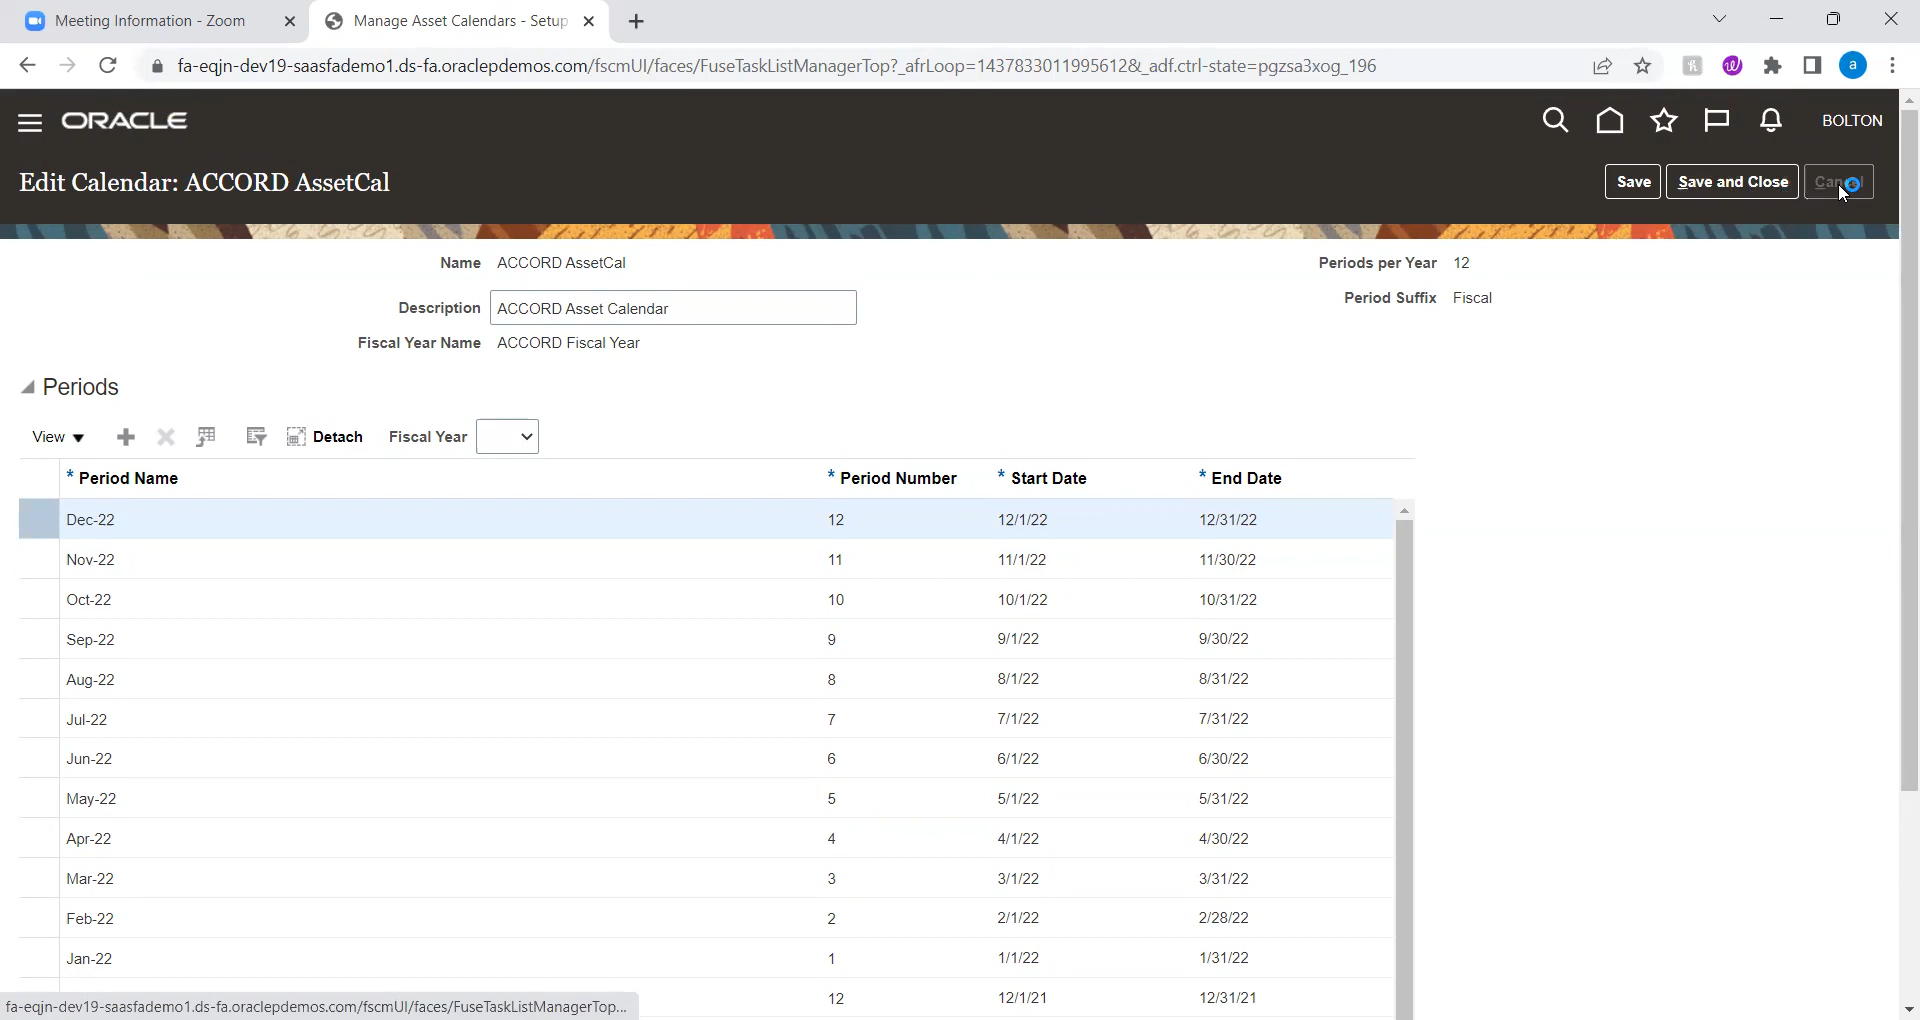 Meeting Information - Zoom
Manage Asset Calendars - Setup
fa-eqjn-dev19-saasfademo1.ds-fa.oraclepdemos.com/fscmUI/faces/FuseTaskListManagerTop?_afrLoop=14378330119956128&_adf.ctrl-state=pgzsa3xog_196
a
ORACLE
BOLTON
Edit Calendar: ACCORD AssetCal
Save Save and Close
Name ACCORD AssetCal
Periods per Year 12
Description ACCORD Asset Calendar
Period Suffix Fiscal
Fiscal Year Name ACCORD Fiscal Year
Periods
View Detach Fiscal Year
* Period Name * Period Number * Start Date * End Date
Dec-22 12 12/1/22 12/31/22
Nov-22 11 11/1/22 11/30/22
Oct-22 10 10/1/22 10/31/22
Sep-22 9 9/1/22 9/30/22
Aug-22 8 8/1/22 8/31/22
Jul-22 7 7/1/22 7/31/22
Jun-22 6 6/1/22 6/30/22
May-22 5 5/1/22 5/31/22
Apr-22 4 4/1/22 4/30/22
Mar-22 3 3/1/22 3/31/22
Feb-22 2 2/1/22 2/28/22
Jan-22 1 1/1/22 1/31/22
12 12/1/21 12/31/21
fa-eqjn-dev19-saasfademo1.ds-fa.oraclepdemos.com/fscmUI/faces/FuseTaskListManagerTop...